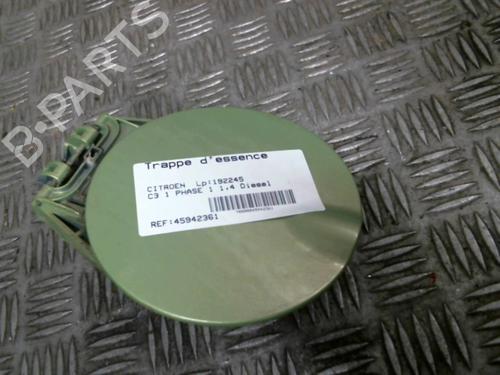 B-PARTS
Trappe d'essence
CITROEN Lp:192245
C3 1 PHASE 1 1.4 Diesel
REF:45942361